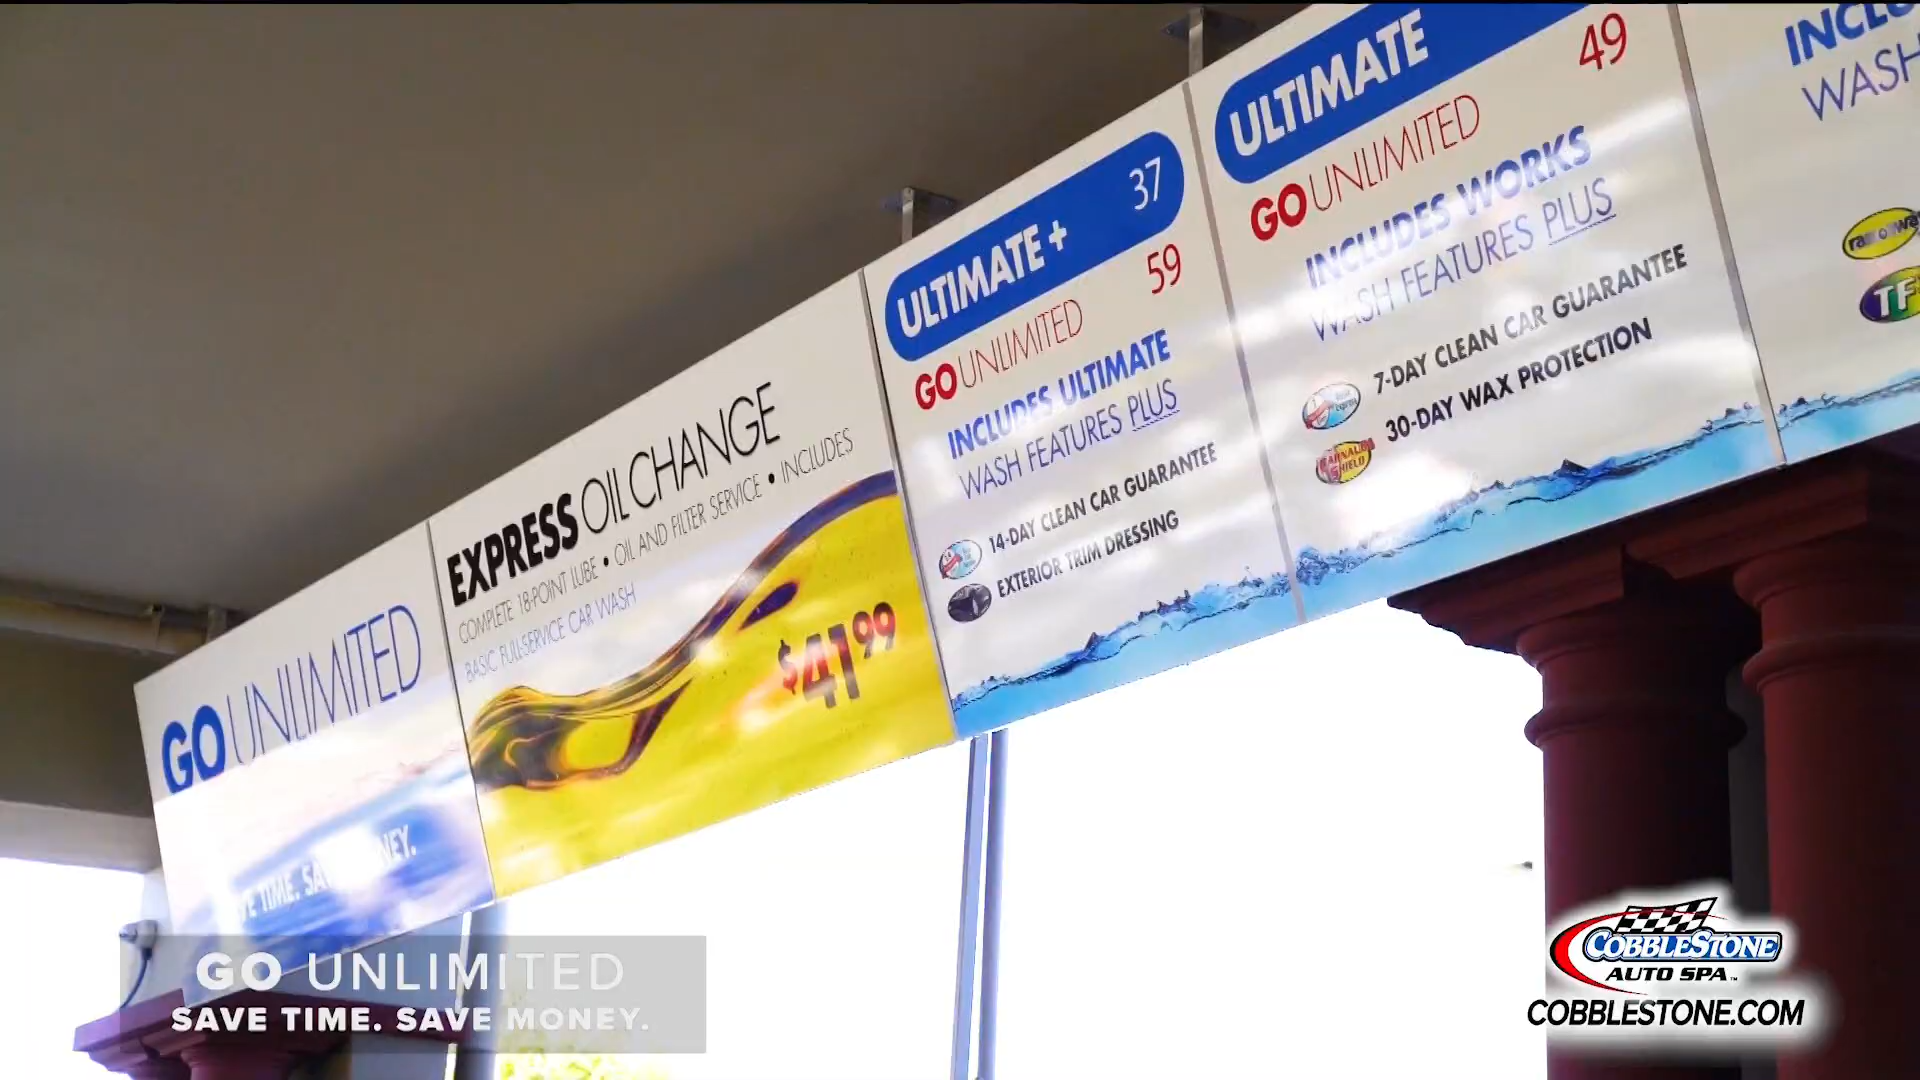 GO UNLIMITED
TIME.
EXPRESS OIL CHANGE
COMPLETE 18-POINT LUBE • OIL AND FILTER SERVICE • INCLUDES
BASIC FULL-SERVICE CAR WASH
$41.99
ULTIMATE + 37
GO UNLIMITED 59
INCLUDES ULTIMATE
WASH FEATURES PLUS
14-DAY CLEAN CAR GUARANTEE
EXTERIOR TRIM DRESSING
ULTIMATE
GO UNLIMITED 49
INCLUDES WORKS
WASH FEATURES PLUS
7-DAY CLEAN CAR GUARANTEE
30-DAY WAX PROTECTION
WASH
GO UNLIMITED
SAVE TIME. SAVE MONEY.
COBBLESTONE
AUTO SPA™
COBBLESTONE.COM